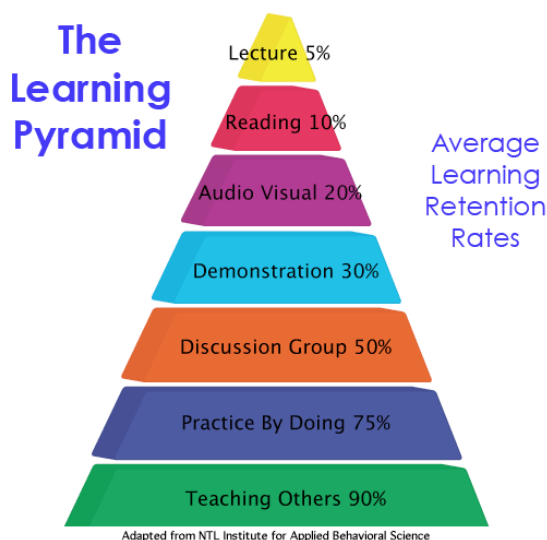 The
Learning
Pyramid
Lecture 5%
Reading 10%
Average
Learning
Retention
Rates
Audio Visual 20%
Demonstration 30%
Discussion Group 50%
Practice By Doing 75%
Teaching Others 90%
Adapted from NTL Institute for Applied Behavioral Science